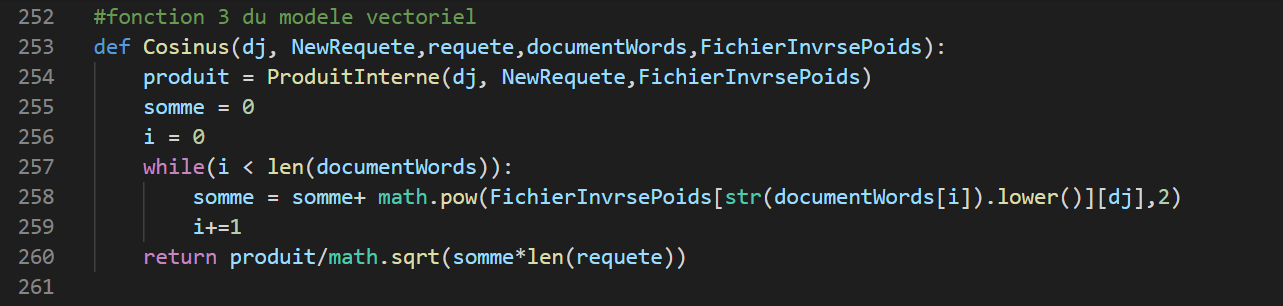 252 #fonction 3 du modele vectoriel
253 def Cosinus(dj, NewRequete,requete,documentWords,FichierInvrsePoids):
254     produit = ProduitInterne(dj, NewRequete,FichierInvrsePoids)
255     somme = 0
256     i = 0
257     while(i < len(documentWords)):
258         somme = somme+ math.pow(FichierInvrsePoids[str(documentWords[i]).lower()][dj],2)
259         i+=1
260     return produit/math.sqrt(somme*len(requete))
261